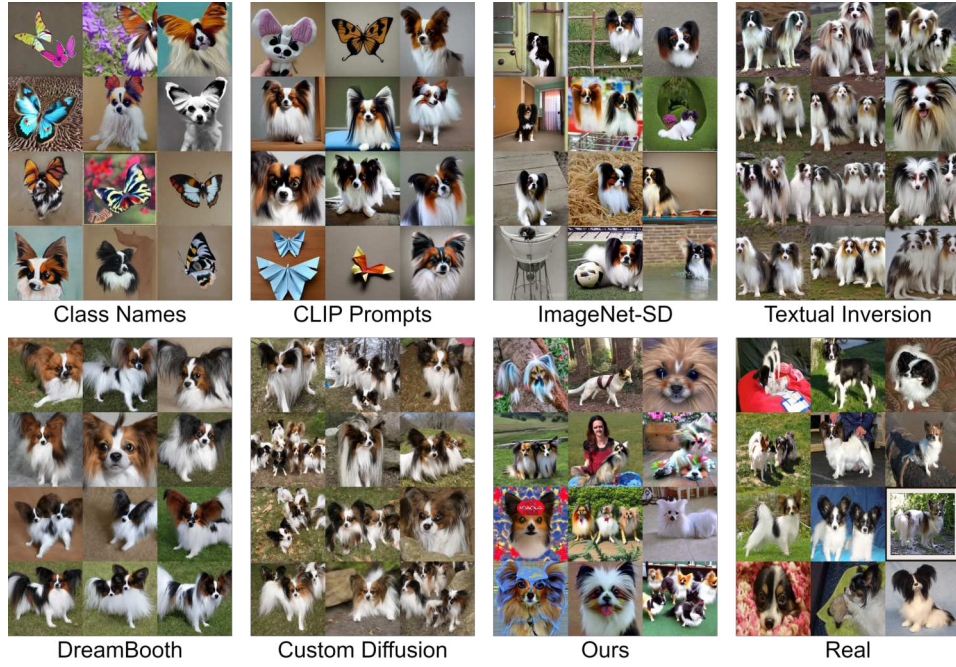 Class Names
CLIP Prompts
ImageNet-SD
Textual Inversion
DreamBooth
Custom Diffusion
Ours
Real